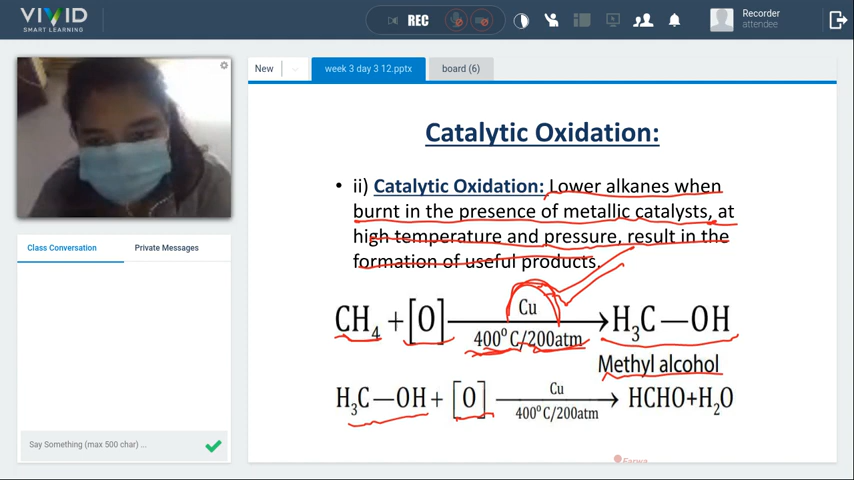 VIVID
SMART LEARNING
REC
Recorder
attendee
New
week 3 day 3 12.pptx
board (6)
Catalytic Oxidation:
• ii) Catalytic Oxidation: Lower alkanes when
burnt in the presence of metallic catalysts, at
high temperature and pressure, result in the
formation of useful products.
Class Conversation
Private Messages
Cu
CH₄ + [O] → H₃C—OH
400⁰C/200atm
Methyl alcohol
Cu
H₃C—OH + [O] → HCHO+H₂O
400⁰C/200atm
Say Something (max 500 char) ...
Farwa